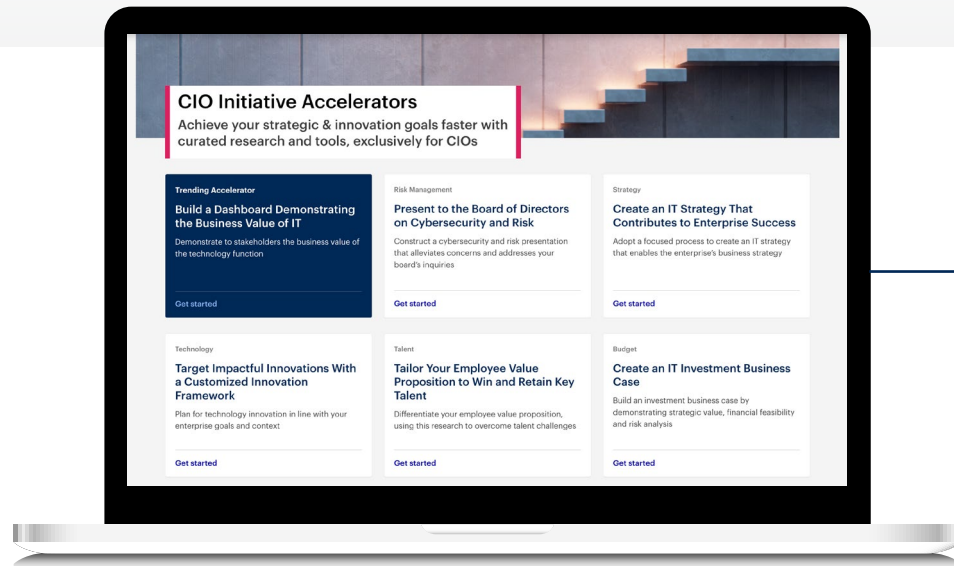 CIO Initiative Accelerators
Achieve your strategic & innovation goals faster with
curated research and tools, exclusively for CIOs
Trending Accelerator
Build a Dashboard Demonstrating
the Business Value of IT
Demonstrate to stakeholders the business value of
the technology function
Get started
Risk Management
Present to the Board of Directors
on Cybersecurity and Risk
Construct a cybersecurity and risk presentation
that alleviates concerns and addresses your
board's inquiries
Get started
Strategy
Create an IT Strategy That
Contributes to Enterprise Success
Adopt a focused process to create an IT strategy
that enables the enterprise's business strategy
Get started
Technology
Target Impactful Innovations With
a Customized Innovation
Framework
Plan for technology innovation in line with your
enterprise goals and context
Get started
Talent
Tailor Your Employee Value
Proposition to Win and Retain Key
Talent
Differentiate your employee value proposition,
using this research to overcome talent challenges
Get started
Budget
Create an IT Investment Business
Case
Build an investment business case by
demonstrating strategic value, financial feasibility
and risk analysis
Get started